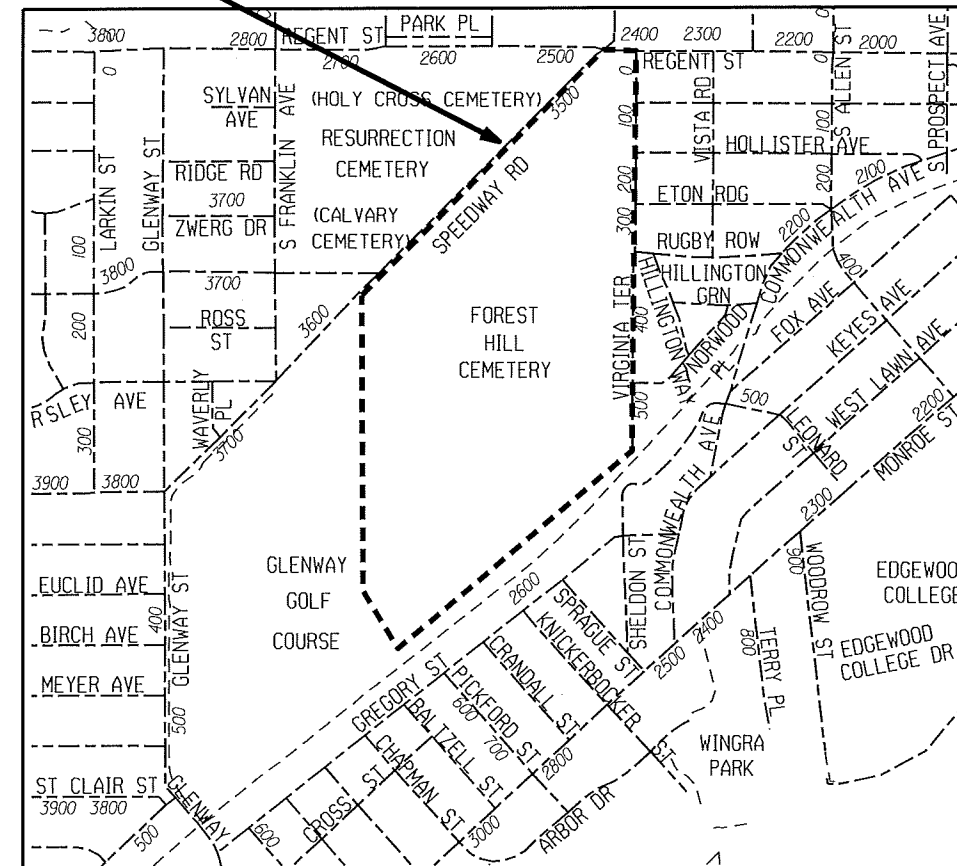 PARK PL
3800
2800
REGENT ST
2700
2600
2500
2400
2300
2200
2000
0
0
0
0
REGENT ST
SYLVAN
AVE
(HOLY CROSS CEMETERY)
3500
RESURRECTION
CEMETERY
S FRANKLIN AVE
RIDGE RD
3700
ZWERG DR
(CALVARY
CEMETERY)
SPEEDWAY RD
LARKIN ST
100
GLENWAY ST
3800
3700
200
ROSS
ST
3600
WAVERLY
PL
3700
RSLEY AVE
300
3900 3800
FOREST
HILL
CEMETERY
100
200
300
400
500
VIRGINIA TER
VISTA RD
S ALLEN ST
100
200
S PROSPECT AVE
HOLLISTER AVE
ETON RDG
RUGBY ROW
HILLINGTON
GRN
HILLINGTON WAY
NORWOOD
PL
2100
2200
COMMONWEALTH AVE
400
FOX AVE
KEYES AVE
WEST LAWN AVE
2200
MONROE ST
2300
500
LEONARD
ST
COMMONWEALTH AVE
SHELDON ST
GLENWAY
GOLF
COURSE
EUCLID AVE
400
BIRCH AVE
GLENWAY ST
MEYER AVE
500
ST CLAIR ST
3900 3800
GLENWAY
500
600
GREGORY ST
2600
SPRAGUE ST
KNICKERBOCKER
ST
CRANDALL ST
PICKFORD ST
600
700
BALTZELL ST
CHAPMAN ST
CROSS ST
2400
2500
2800
3000
ARBOR DR
WINGRA
PARK
TERRY PL
800
WOODROW ST
900
EDGEWOO
COLLEGE
EDGEWOOD
COLLEGE DR